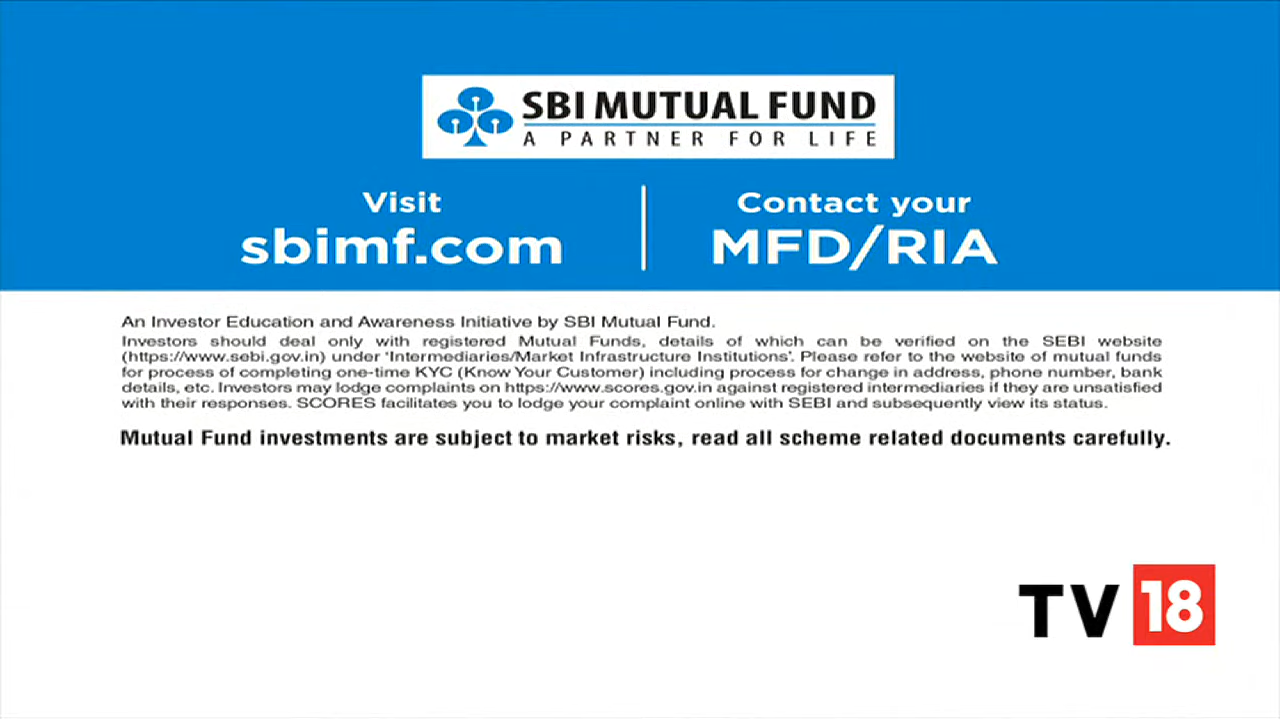 SBI MUTUAL FUND
A PARTNER FOR LIFE
Visit
sbimf.com
Contact your
MFD/RIA
An Investor Education and Awareness Initiative by SBI Mutual Fund.
Investors should deal only with registered Mutual Funds, details of which can be verified on the SEBI website
(https://www.sebi.gov.in) under ‘Intermediaries/Market Infrastructure Institutions’. Please refer to the website of mutual funds
for process of completing one-time KYC (Know Your Customer) including process for change in address, phone number, bank
details, etc. Investors may lodge complaints on https://www.scores.gov.in against registered intermediaries if they are unsatisfied
with their responses. SCORES facilitates you to lodge your complaint online with SEBI and subsequently view its status.
Mutual Fund investments are subject to market risks, read all scheme related documents carefully.
TV18